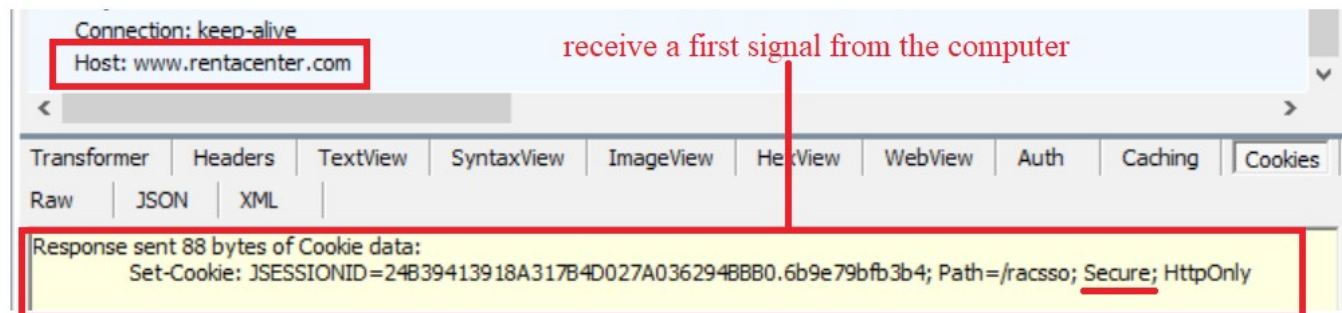 Connection: keep-alive
receive a first signal from the computer
Host: www.rentacenter.com
Transformer Headers TextView SyntaxView ImageView HexView WebView Auth Caching Cookies
Raw JSON XML
Response sent 88 bytes of Cookie data:
Set-Cookie: JSESSIONID=24B39413918A317B4D027A036294BBB0.6b9e79bfb3b4; Path=/racsso; Secure; HttpOnly